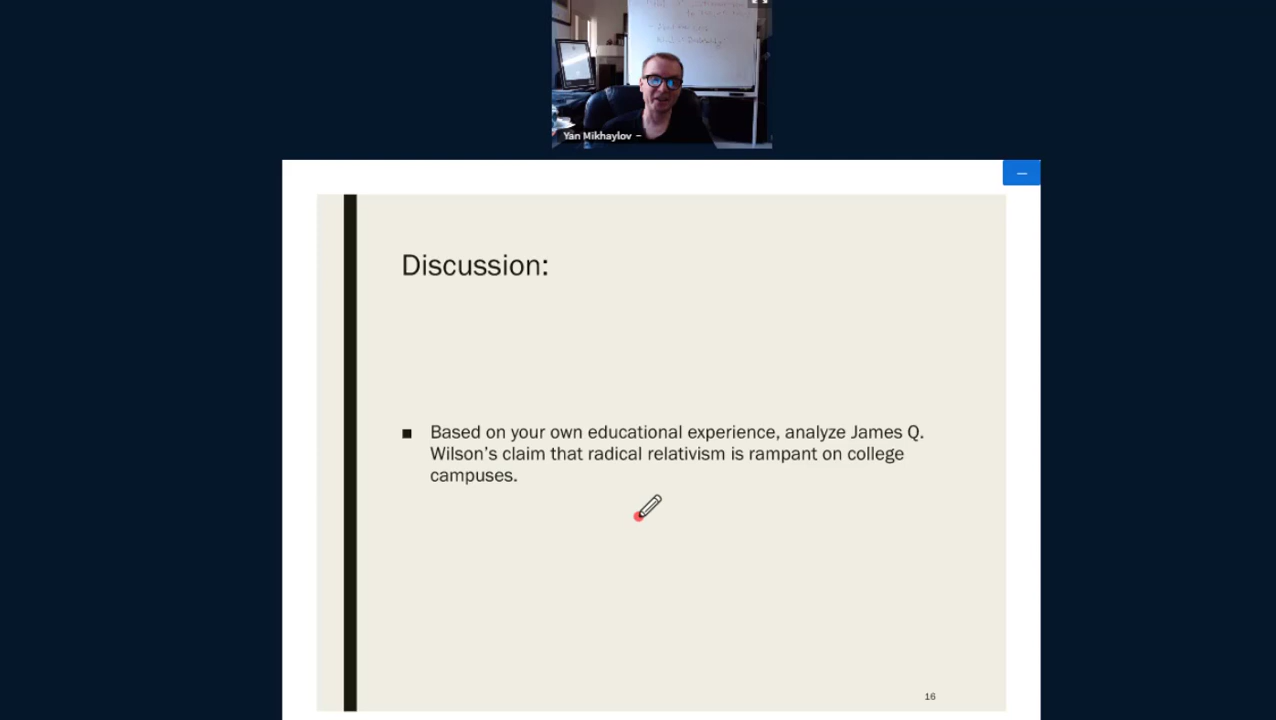 Yan Mikhaylov
Discussion:
Based on your own educational experience, analyze James Q.
Wilson's claim that radical relativism is rampant on college
campuses.
16